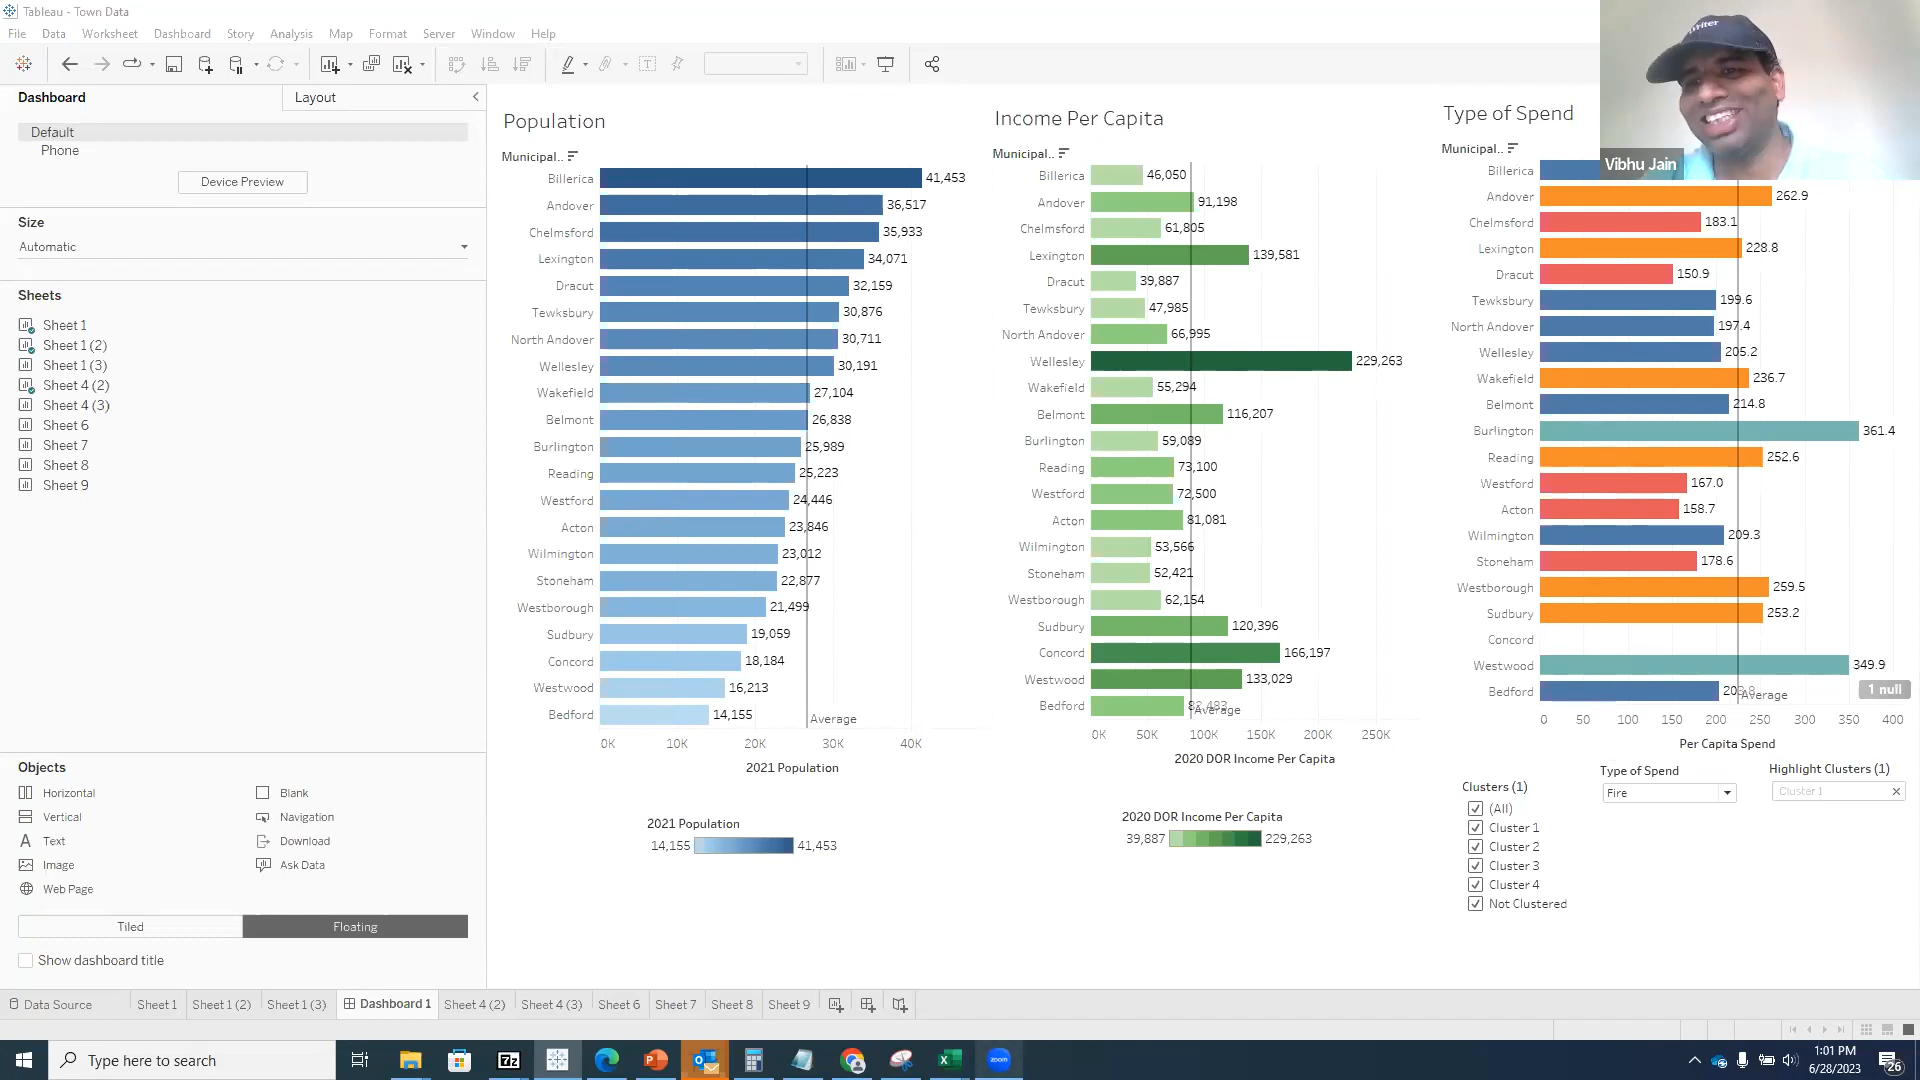 Tableau - Town Data
File Data Worksheet Dashboard Story Analysis Map Format Server Window Help
Dashboard Layout
Default
Phone
Device Preview
Size
Automatic
Sheets
Sheet 1
Sheet 1 (2)
Sheet 1 (3)
Sheet 4 (2)
Sheet 4 (3)
Sheet 6
Sheet 7
Sheet 8
Sheet 9
Objects
Horizontal Blank
Vertical Navigation
Text Download
Image Ask Data
Web Page
Tiled Floating
Show dashboard title
Population
Municipal..
Billerica 41,453
Andover 36,517
Chelmsford 35,933
Lexington 34,071
Dracut 32,159
Tewksbury 30,876
North Andover 30,711
Wellesley 30,191
Wakefield 27,104
Belmont 26,838
Burlington 25,989
Reading 25,223
Westford 24,446
Acton 23,846
Wilmington 23,012
Stoneham 22,877
Westborough 21,499
Sudbury 19,059
Concord 18,184
Westwood 16,213
Bedford 14,155
Average
0K 10K 20K 30K 40K
2021 Population
2021 Population
14,155 41,453
Income Per Capita
Municipal..
Billerica 46,050
Andover 91,198
Chelmsford 61,805
Lexington 139,581
Dracut 39,887
Tewksbury 47,985
North Andover 66,995
Wellesley 229,263
Wakefield 55,294
Belmont 116,207
Burlington 59,089
Reading 73,100
Westford 72,500
Acton 81,081
Wilmington 53,566
Stoneham 52,421
Westborough 62,154
Sudbury 120,396
Concord 166,197
Westwood 133,029
Bedford
Average
0K 50K 100K 150K 200K 250K
2020 DOR Income Per Capita
2020 DOR Income Per Capita
39,887 229,263
Type of Spend
Municipal..
Billerica
Andover 262.9
Chelmsford 183.1
Lexington 228.8
Dracut 150.9
Tewksbury 199.6
North Andover 197.4
Wellesley 205.2
Wakefield 236.7
Belmont 214.8
Burlington 361.4
Reading 252.6
Westford 167.0
Acton 158.7
Wilmington 209.3
Stoneham 178.6
Westborough 259.5
Sudbury 253.2
Concord
Westwood 349.9
Bedford
Average
1 null
0 50 100 150 200 250 300 350 400
Per Capita Spend
Clusters (1)
(All)
Cluster 1
Cluster 2
Cluster 3
Cluster 4
Not Clustered
Type of Spend
Fire
Highlight Clusters (1)
Cluster 1
Vibhu Jain
Data Source Sheet 1 Sheet 1 (2) Sheet 1 (3) Dashboard 1 Sheet 4 (2) Sheet 4 (3) Sheet 6 Sheet 7 Sheet 8 Sheet 9
Type here to search
7z
zoom
1:01 PM
6/28/2023
26